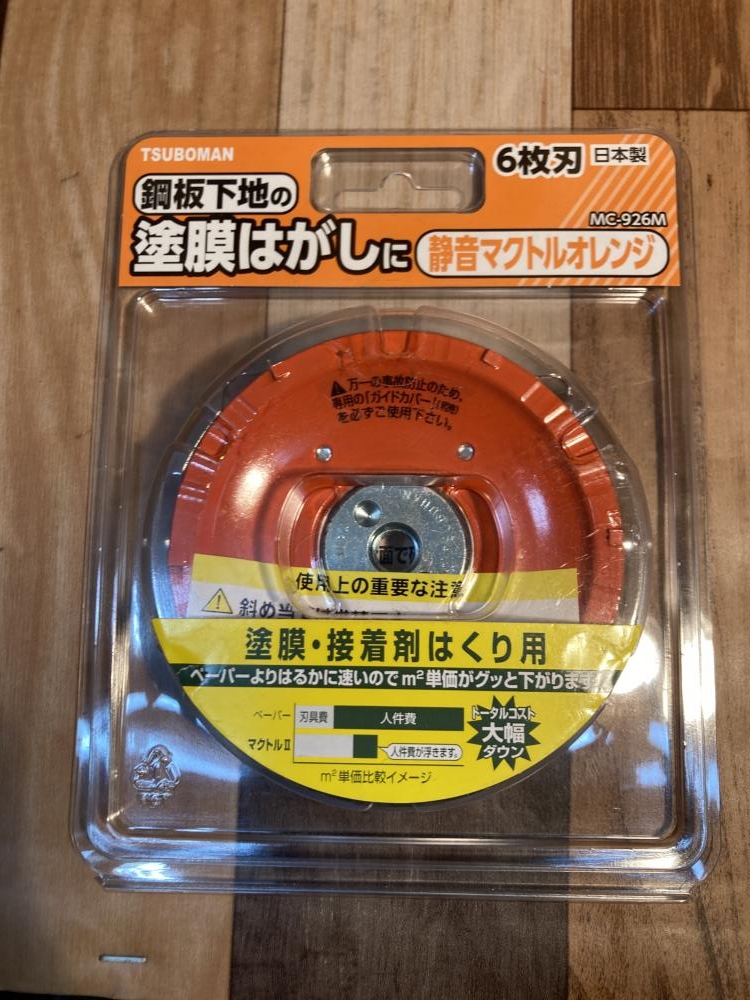 TSUBOMAN
6枚刃 日本製
鋼板下地の
MC-926M
塗膜はがしに 静音マクトルオレンジ
万一の事故防止のため、
専用の「ガイドカバー」(別売)
を必ずご使用下さい。
面で
使用上の重要な注意
斜め当
塗膜・接着剤はくり用
ペーパーよりはるかに速いのでm²単価がグッと下がります
ペーパー 刃具費 人件費
トータルコスト
大幅
ダウン
マクトルⅡ 人件費が浮きます。
m²単価比較イメージ